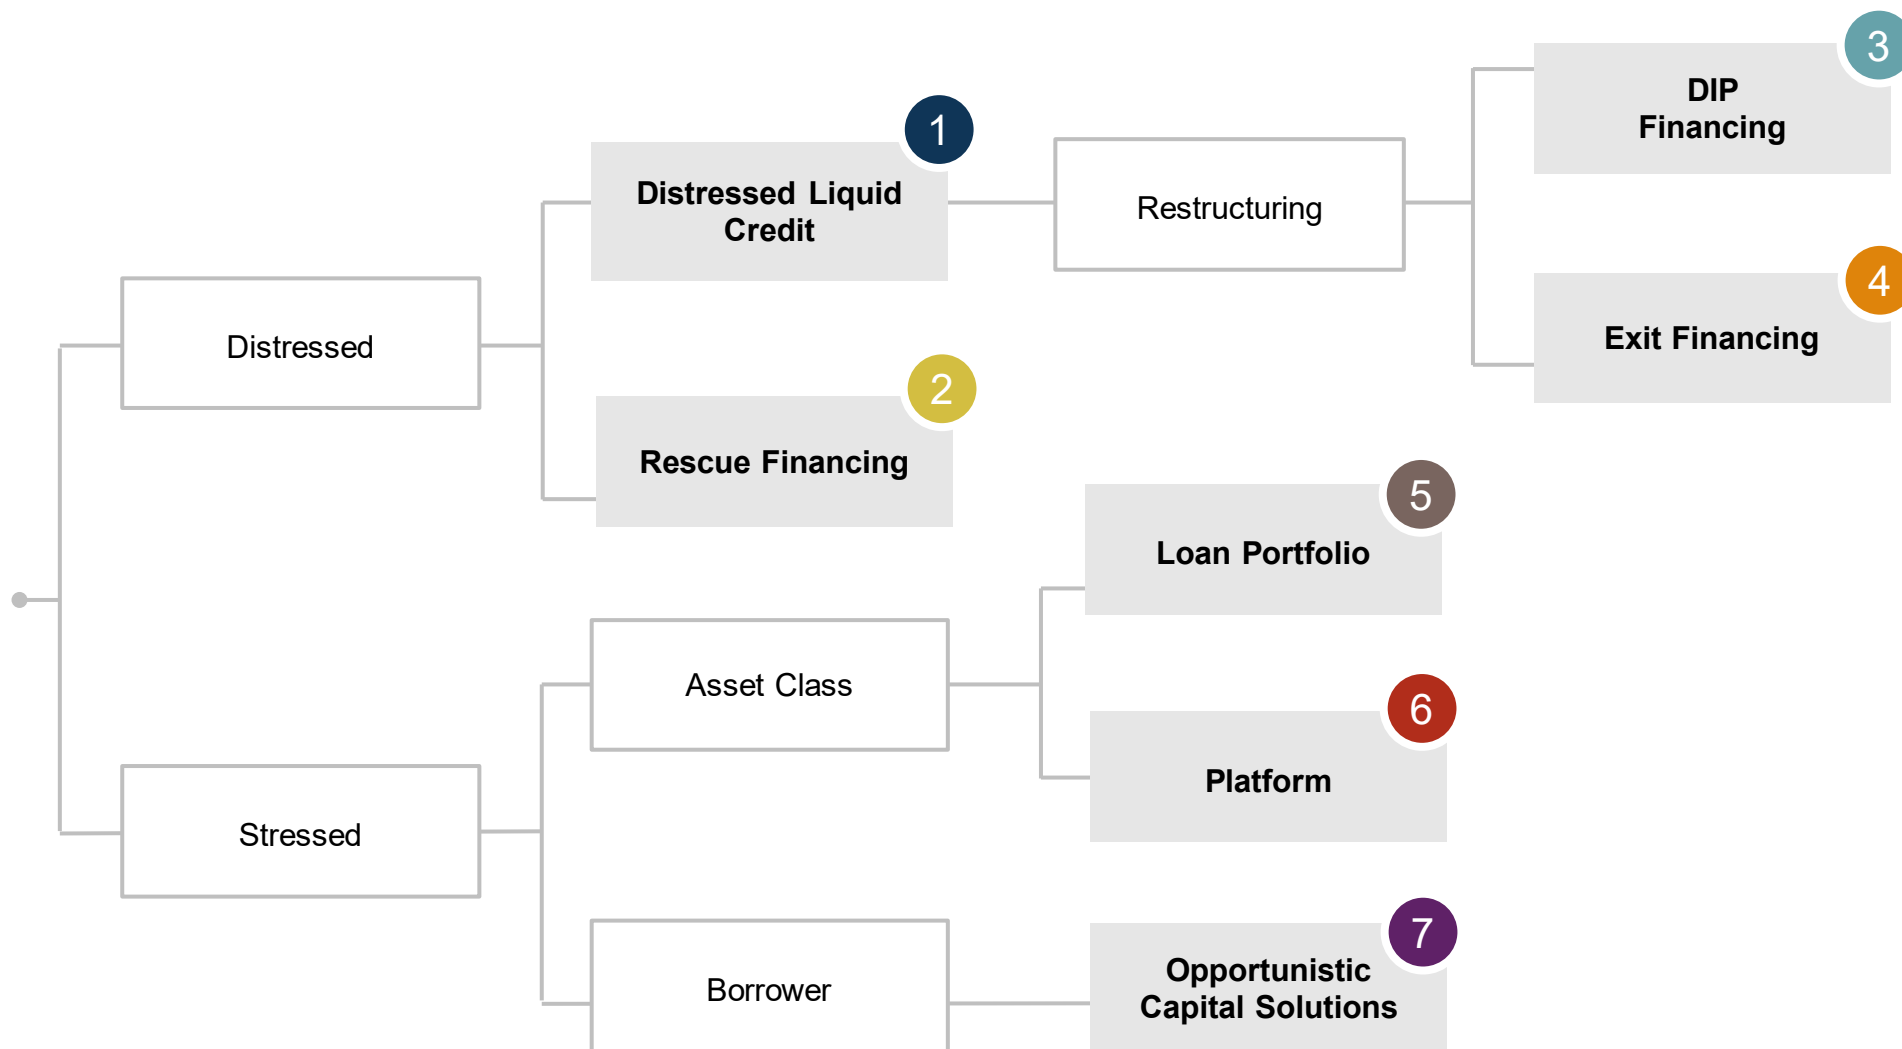 3
DIP
Financing
1
Distressed Liquid
Credit
Restructuring
4
Exit Financing
Distressed
2
Rescue Financing
5
Loan Portfolio
Asset Class
6
Platform
Stressed
7
Opportunistic
Capital Solutions
Borrower